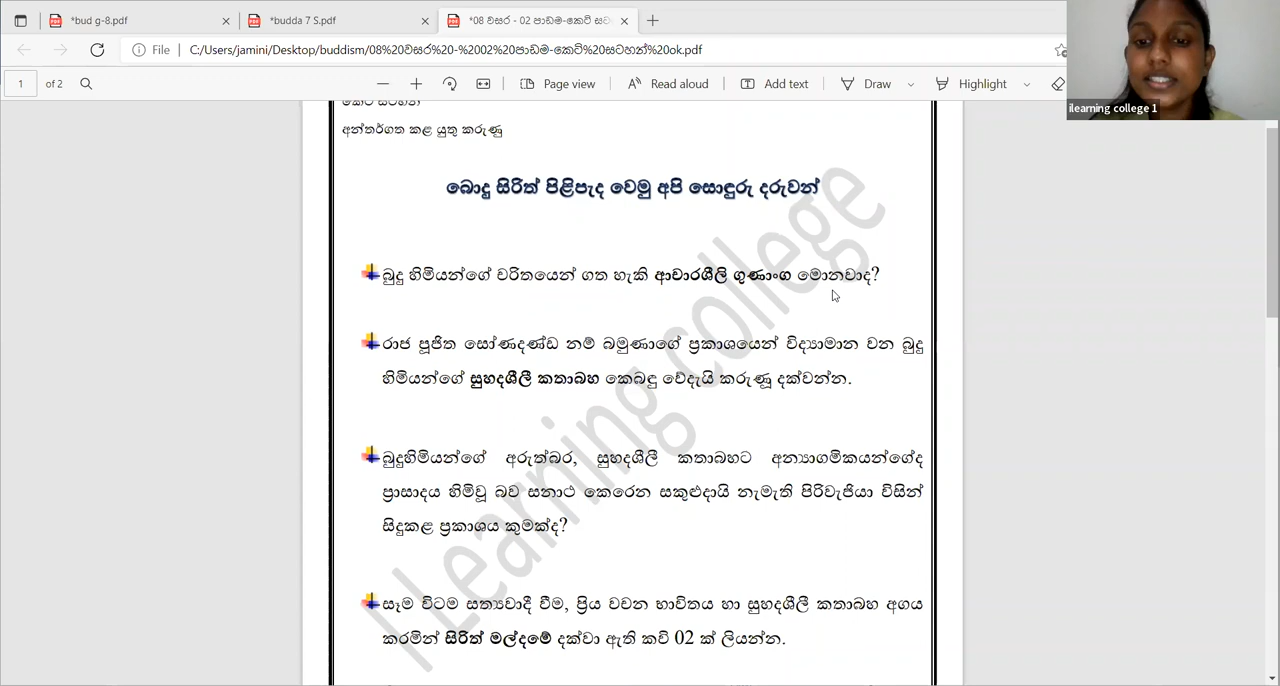 *bud g-8.pdf
*budda 7 S.pdf
*08 වසර - 02 පාඩම-කෙටි සට
File
C:/Users/jamini/Desktop/buddism/08%20වසර%20-%2002%20පාඩම-කෙටි%20සටහන්%20ok.pdf
1 of 2
Page view
Read aloud
Add text
Draw
Highlight
ilearning college 1
කෙටි සටහන්
අන්තර්ගත කළ යුතු කරුණු
බොදු සිරිත් පිළිපැද වෙමු අපි සොඳුරු දරුවන්
බුදු හිමියන්ගේ චරිතයෙන් ගත හැකි ආචාරශීලි ගුණාංග මොනවාද?
රාජ පූජිත සෝණදණ්ඩ නම් බමුණාගේ ප්‍රකාශයෙන් විද්‍යාමාන වන බුදු
හිමියන්ගේ සුහදශීලී කතාබහ කෙබඳු වේදැයි කරුණු දක්වන්න.
බුදුහිමියන්ගේ අරුත්බර, සුහදශීලී කතාබහට අන්‍යාගමිකයන්ගේද
ප්‍රාසාදය හිමිවූ බව සනාථ කෙරෙන සකුළුදායි නැමැති පිරිවැජියා විසින්
සිදුකළ ප්‍රකාශය කුමක්ද?
සෑම විටම සත්‍යවාදී වීම, ප්‍රිය වචන භාවිතය හා සුහදශීලී කතාබහ අගය
කරමින් සිරිත් මල්දමේ දක්වා ඇති කවි 02 ක් ලියන්න.
I Learning college